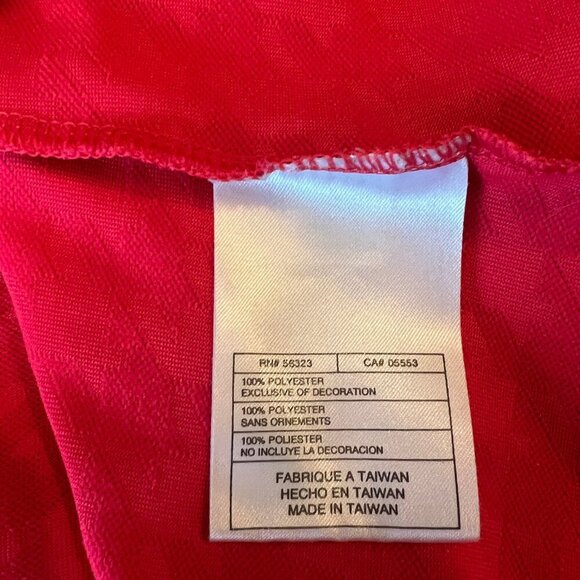 RN# 56323 CA# 05553
100% POLYESTER
EXCLUSIVE OF DECORATION
100% POLYESTER
SANS ORNEMENTS
100% POLIESTER
NO INCLUYE LA DECORACION
FABRIQUE A TAIWAN
HECHO EN TAIWAN
MADE IN TAIWAN